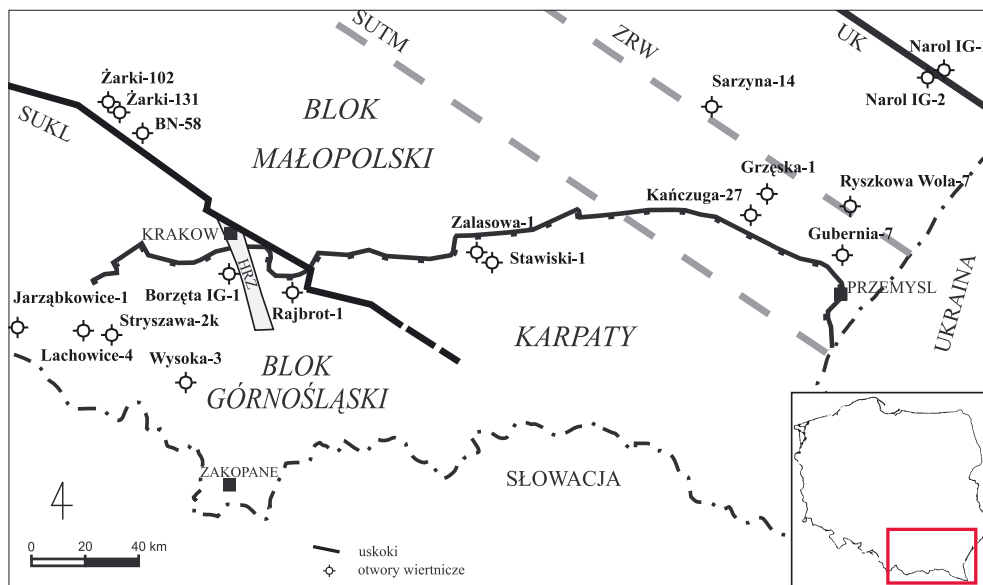 SUTM
ZRW
UK
Narol IG-1
Narol IG-2
Żarki-102
Żarki-131
BN-58
SUKL
BLOK
MAŁOPOLSKI
Sarzyna-14
Grzęska-1
Kańczuga-27
Ryszkowa Wola-7
Zalasowa-1
Stawiski-1
Gubernia-7
KRAKOW
HRZ
PRZEMYSL
UKRAINA
Jarząbkowice-1
Borzęta IG-1
Rajbrot-1
Stryszawa-2k
Lachowice-4
Wysoka-3
KARPATY
BLOK
GÓRNOŚLĄSKI
ZAKOPANE
SŁOWACJA
4
0 20 40 km
uskoki
otwory wiertnicze